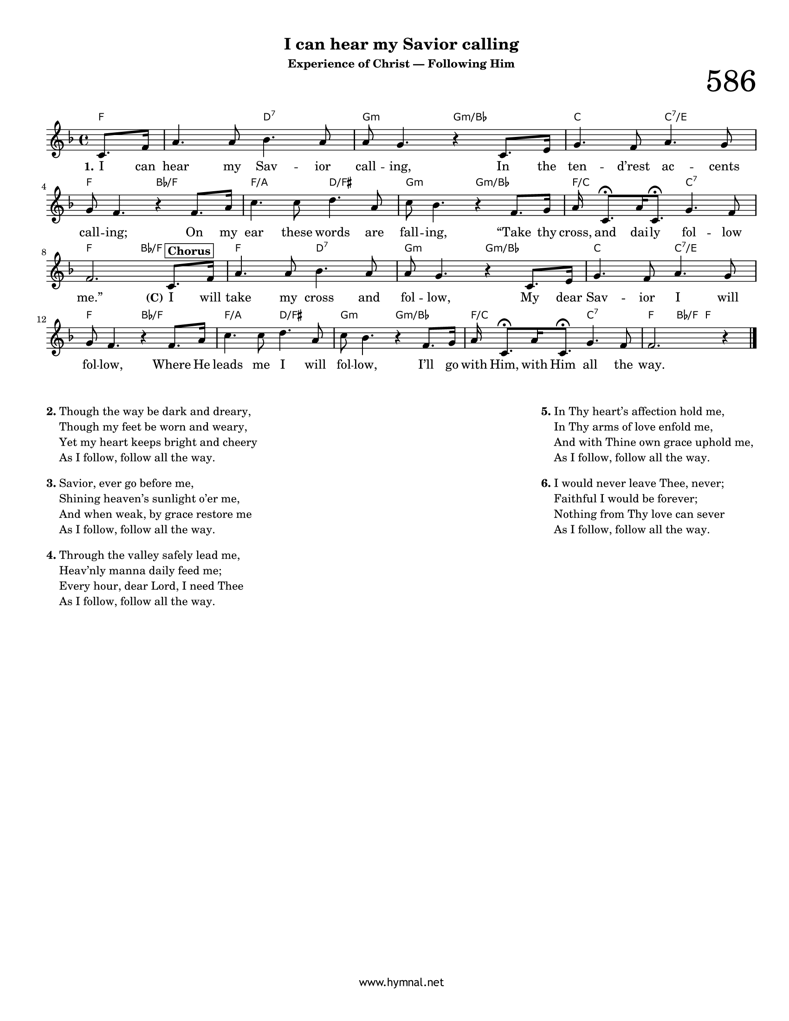 I can hear my Savior calling
Experience of Christ — Following Him
586
F D7 Gm Gm/B♭ C C7/E
1. I can hear my Sav - ior call - ing, In the ten - d'rest ac - cents
4 F B♭/F F/A D/F♯ Gm Gm/B♭ F/C C7
call - ing; On my ear these words are fall - ing, “Take thy cross, and daily fol - low
8 F B♭/F Chorus F D7 Gm Gm/B♭ C C7/E
me.” (C) I will take my cross and fol - low, My dear Sav - ior I will
12 F B♭/F F/A D/F♯ Gm Gm/B♭ F/C C7 F B♭/F F
fol-low, Where He leads me I will fol-low, I'll go with Him, with Him all the way.
2. Though the way be dark and dreary,
Though my feet be worn and weary,
Yet my heart keeps bright and cheery
As I follow, follow all the way.
3. Savior, ever go before me,
Shining heaven's sunlight o'er me,
And when weak, by grace restore me
As I follow, follow all the way.
4. Through the valley safely lead me,
Heav'nly manna daily feed me;
Every hour, dear Lord, I need Thee
As I follow, follow all the way.
5. In Thy heart's affection hold me,
In Thy arms of love enfold me,
And with Thine own grace uphold me,
As I follow, follow all the way.
6. I would never leave Thee, never;
Faithful I would be forever;
Nothing from Thy love can sever
As I follow, follow all the way.
www.hymnal.net